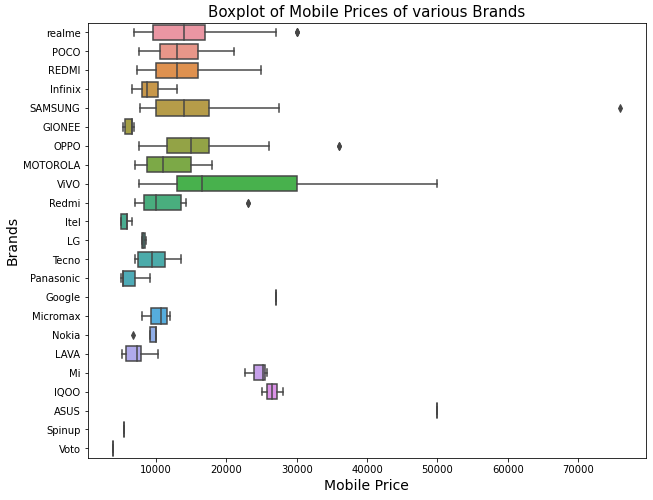 Boxplot of Mobile Prices of various Brands
realme
POCO
REDMI
Infinix
SAMSUNG
GIONEE
OPPO
MOTOROLA
ViVO
Redmi
Itel
LG
Tecno
Panasonic
Google
Micromax
Nokia
LAVA
Mi
IQOO
ASUS
Spinup
Voto
Brands
10000 20000 30000 40000 50000 60000 70000
Mobile Price